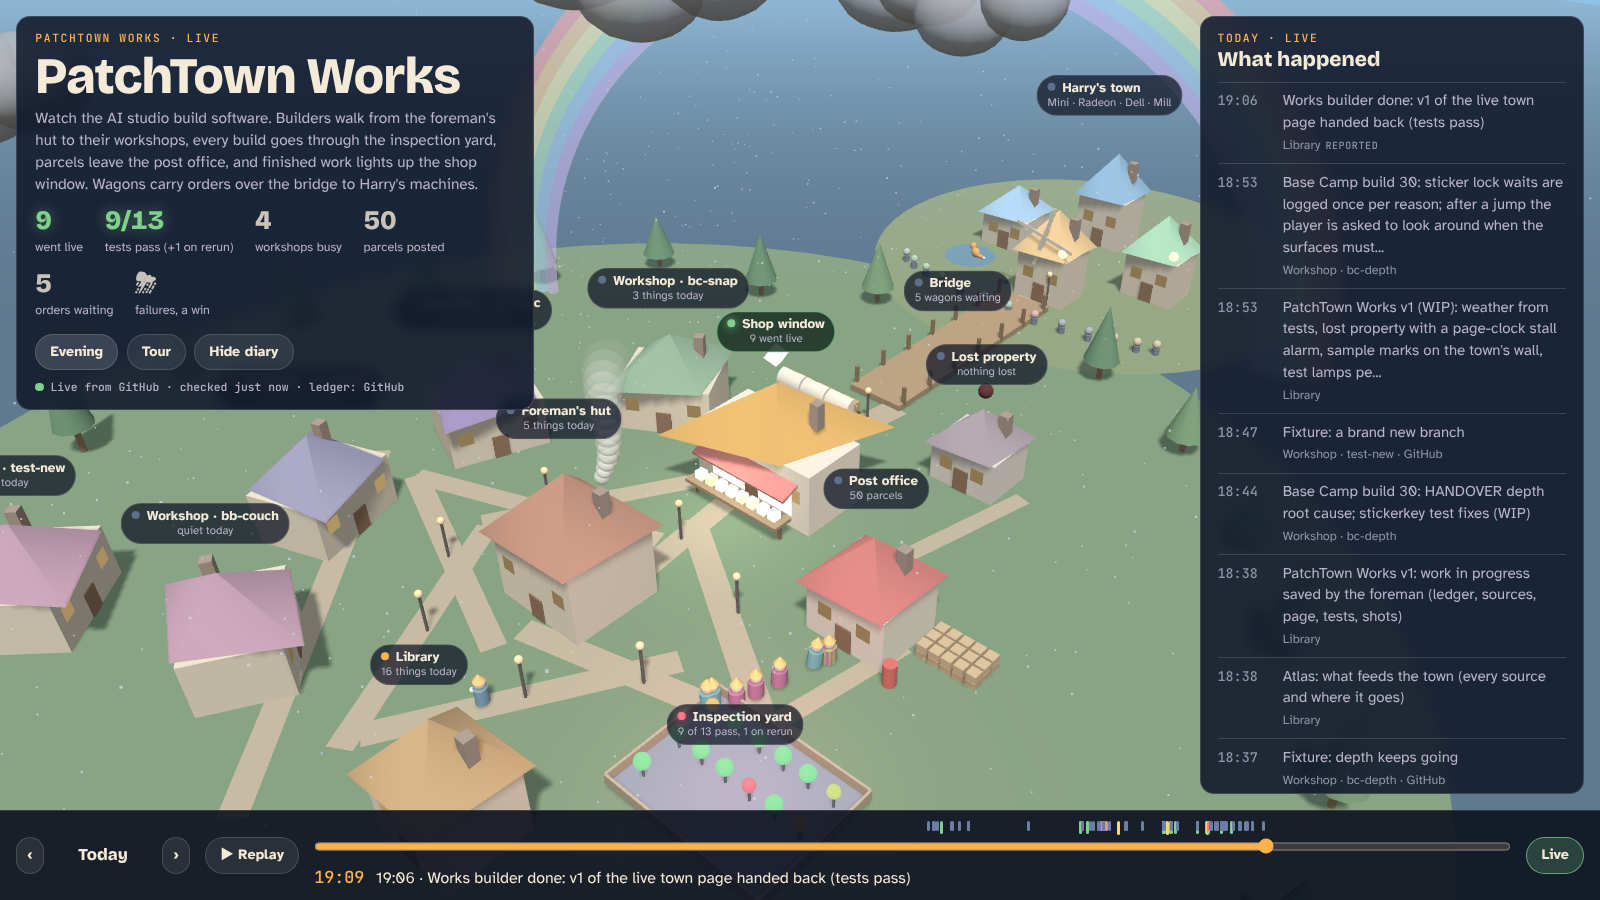 PATCHTOWN WORKS · LIVE
PatchTown Works
Watch the AI studio build software. Builders walk from the foreman's
hut to their workshops, every build goes through the inspection yard,
parcels leave the post office, and finished work lights up the shop
window. Wagons carry orders over the bridge to Harry's machines.
9
went live
9/13
tests pass (+1 on rerun)
4
workshops busy
50
parcels posted
5
orders waiting
failures, a win
Evening
Tour
Hide diary
Live from GitHub · checked just now · ledger: GitHub
Harry's town
Mini · Radeon · Dell · Mill
Workshop · bc-snap
3 things today
Bridge
5 wagons waiting
Shop window
9 went live
Lost property
nothing lost
Foreman's hut
5 things today
· test-new
today
Post office
50 parcels
Workshop · bb-couch
quiet today
Library
16 things today
Inspection yard
9 of 13 pass, 1 on rerun
TODAY · LIVE
What happened
19:06
Works builder done: v1 of the live town
page handed back (tests pass)
Library REPORTED
18:53
Base Camp build 30: sticker lock waits are
logged once per reason; after a jump the
player is asked to look around when the
surfaces must...
Workshop · bc-depth
18:53
PatchTown Works v1 (WIP): weather from
tests, lost property with a page-clock stall
alarm, sample marks on the town's wall,
test lamps pe...
Library
18:47
Fixture: a brand new branch
Workshop · test-new · GitHub
18:44
Base Camp build 30: HANDOVER depth
root cause; stickerkey test fixes (WIP)
Workshop · bc-depth
18:38
PatchTown Works v1: work in progress
saved by the foreman (ledger, sources,
page, tests, shots)
Library
18:38
Atlas: what feeds the town (every source
and where it goes)
Library
18:37
Fixture: depth keeps going
Workshop · bc-depth · GitHub
‹
Today
›
▶ Replay
Live
19:09 19:06 · Works builder done: v1 of the live town page handed back (tests pass)